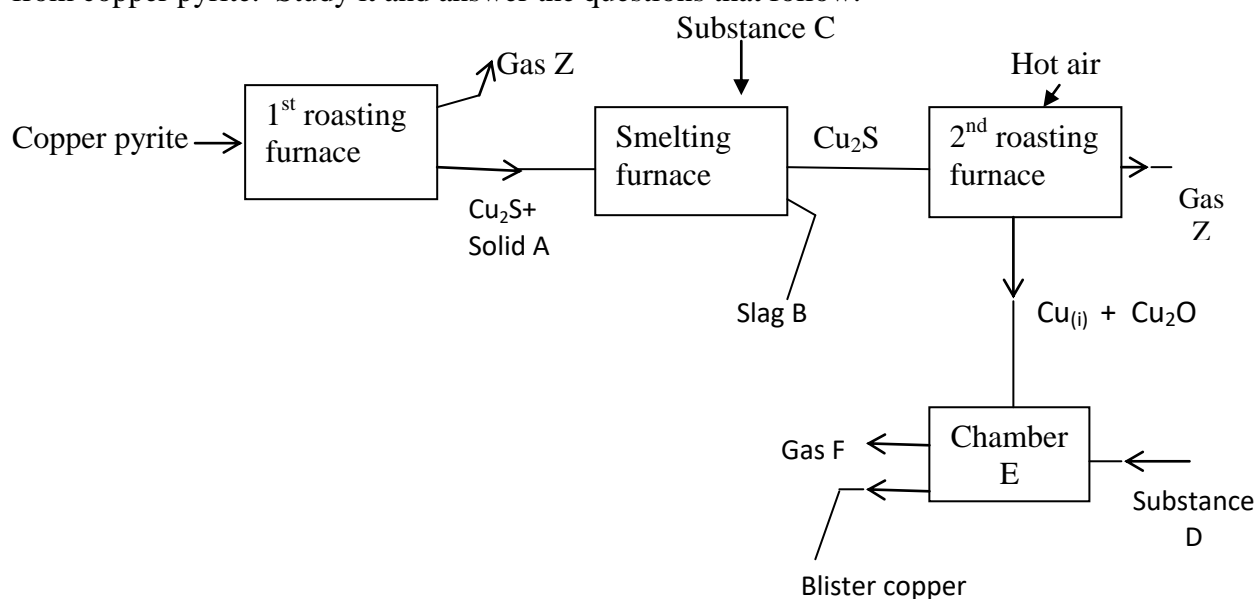 from copper pyrite. Study it and answer the questions that follow.
Substance C
Gas Z
Hot air
Copper pyrite
1st roasting
furnace
Smelting
furnace
Cu₂S
2nd roasting
furnace
Cu₂S+
Solid A
Gas
Z
Slag B
Cu(i) + Cu₂O
Gas F
Chamber
E
Substance
D
Blister copper